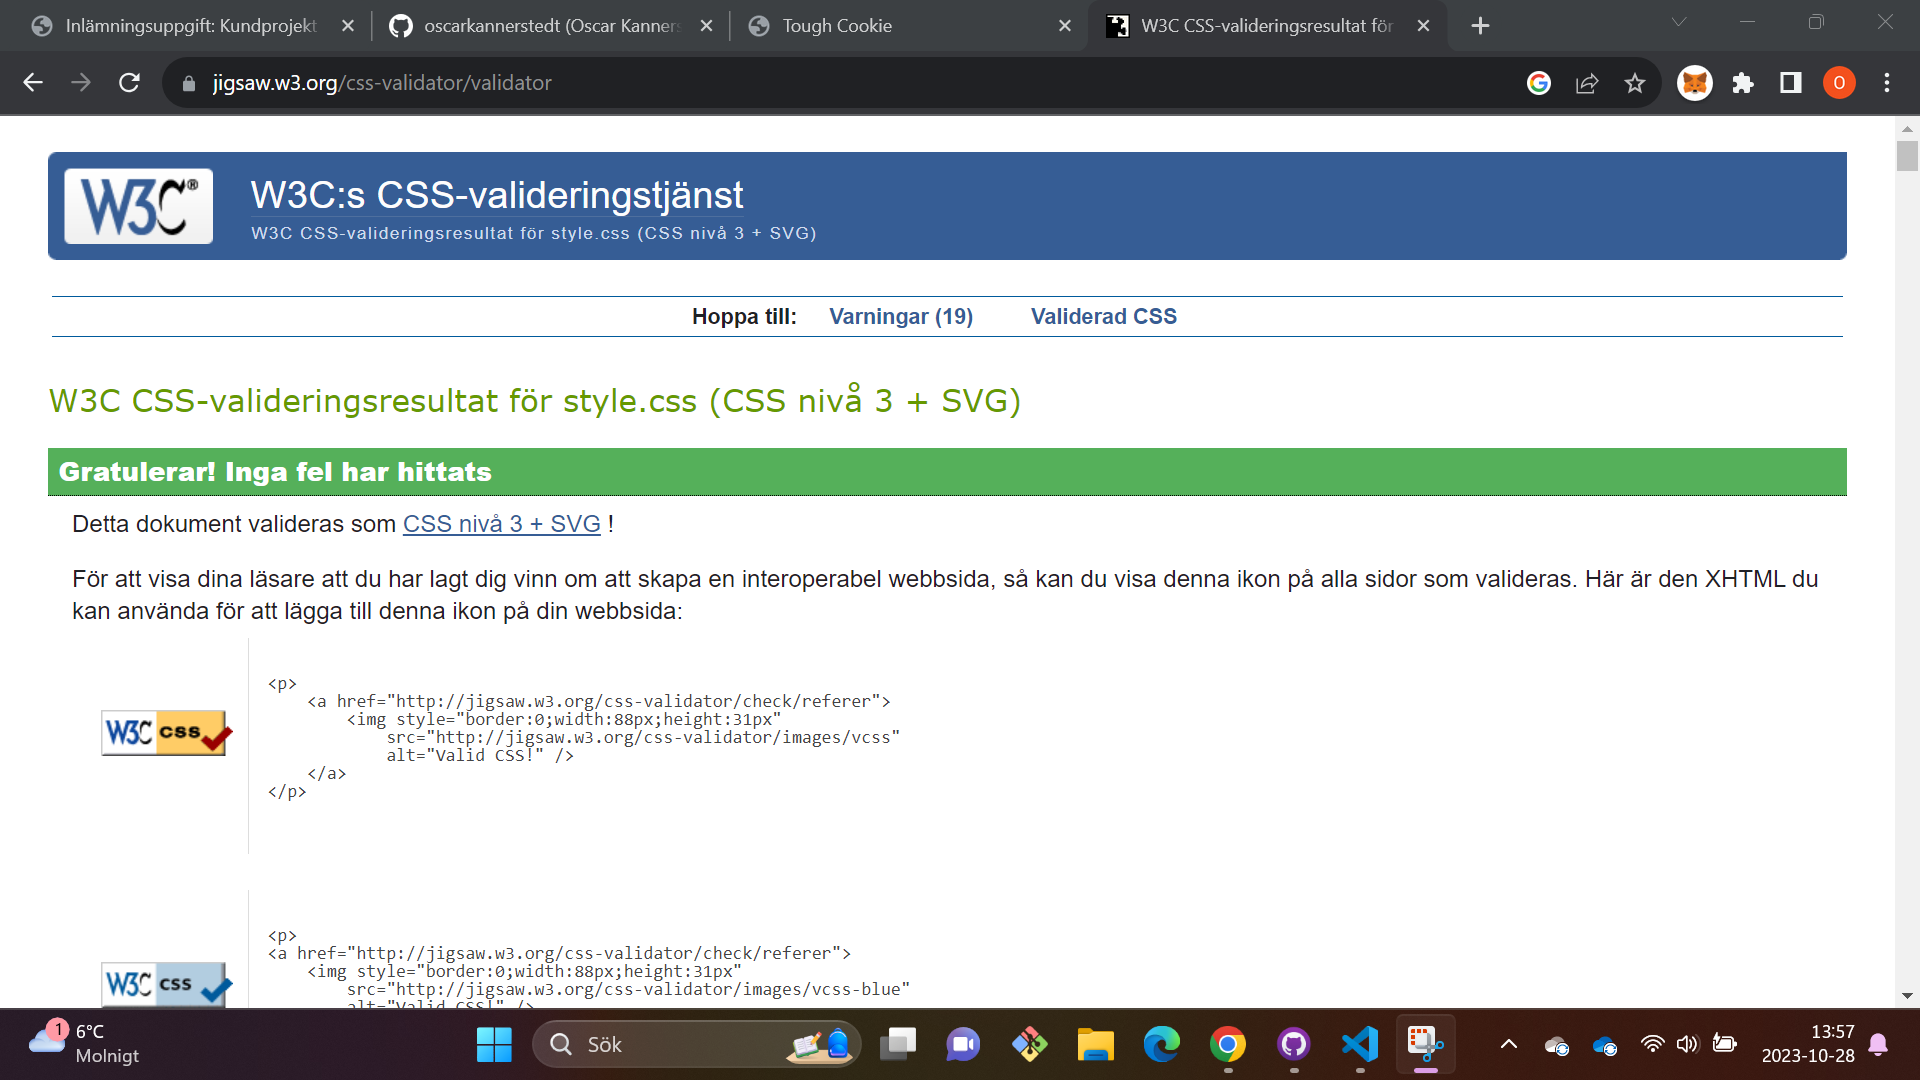 Inlämningsuppgift: Kundprojekt
oscarkannerstedt (Oscar Kanners
Tough Cookie
W3C CSS-valideringsresultat för
jigsaw.w3.org/css-validator/validator
O
W3C®
W3C:s CSS-valideringstjänst
W3C CSS-valideringsresultat för style.css (CSS nivå 3 + SVG)
Hoppa till: Varningar (19) Validerad CSS
W3C CSS-valideringsresultat för style.css (CSS nivå 3 + SVG)
Gratulerar! Inga fel har hittats
Detta dokument valideras som CSS nivå 3 + SVG !
För att visa dina läsare att du har lagt dig vinn om att skapa en interoperabel webbsida, så kan du visa denna ikon på alla sidor som valideras. Här är den XHTML du
kan använda för att lägga till denna ikon på din webbsida:
W3C css
<p>
<a href="http://jigsaw.w3.org/css-validator/check/referer">
<img style="border:0;width:88px;height:31px"
src="http://jigsaw.w3.org/css-validator/images/vcss"
alt="Valid CSS!" />
</a>
</p>
W3C css
<p>
<a href="http://jigsaw.w3.org/css-validator/check/referer">
<img style="border:0;width:88px;height:31px"
src="http://jigsaw.w3.org/css-validator/images/vcss-blue"
alt="Valid CSS!" />
1
6°C
Molnigt
Sök
13:57
2023-10-28